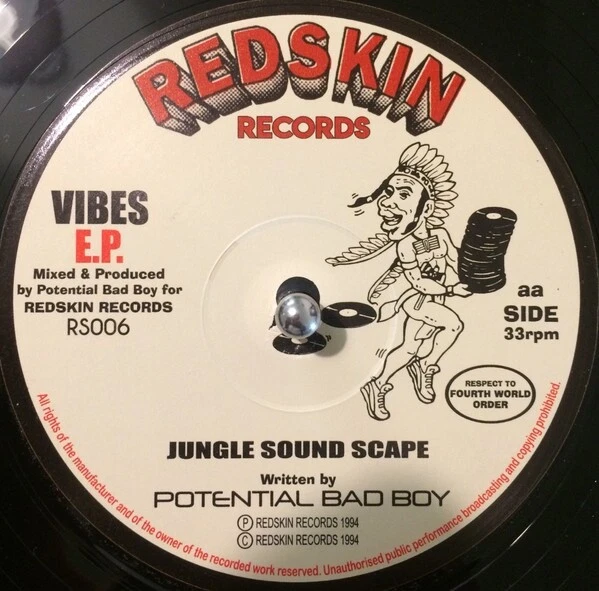 REDSKIN
RECORDS
VIBES
E.P.
Mixed & Produced
by Potential Bad Boy for
REDSKIN RECORDS
RS006
aa
SIDE
33rpm
RESPECT TO
FOURTH WORLD
ORDER
JUNGLE SOUND SCAPE
Written by
POTENTIAL BAD BOY
Ⓟ REDSKIN RECORDS 1994
© REDSKIN RECORDS 1994
All rights of the manufacturer and of the owner of the recorded work reserved. Unauthorised public performance broadcasting and copying prohibited.